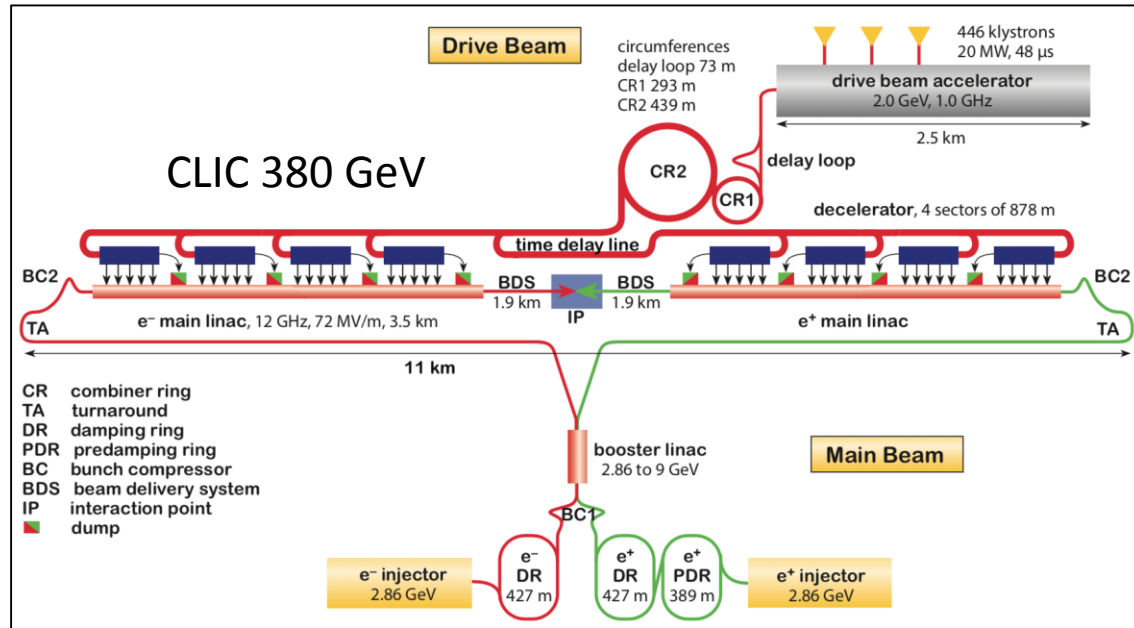 Drive Beam
circumferences
delay loop 73 m
CR1 293 m
CR2 439 m
446 klystrons
20 MW, 48 µs
drive beam accelerator
2.0 GeV, 1.0 GHz
2.5 km
delay loop
CR2
CR1
CLIC 380 GeV
decelerator, 4 sectors of 878 m
time delay line
BC2
BDS
1.9 km
BDS
1.9 km
BC2
IP
TA
e– main linac, 12 GHz, 72 MV/m, 3.5 km
e+ main linac
TA
11 km
CR combiner ring
TA turnaround
DR damping ring
PDR predamping ring
BC bunch compressor
BDS beam delivery system
IP interaction point
dump
booster linac
2.86 to 9 GeV
Main Beam
BC1
e– injector
2.86 GeV
e–
DR
427 m
e+
DR
427 m
e+
PDR
389 m
e+ injector
2.86 GeV